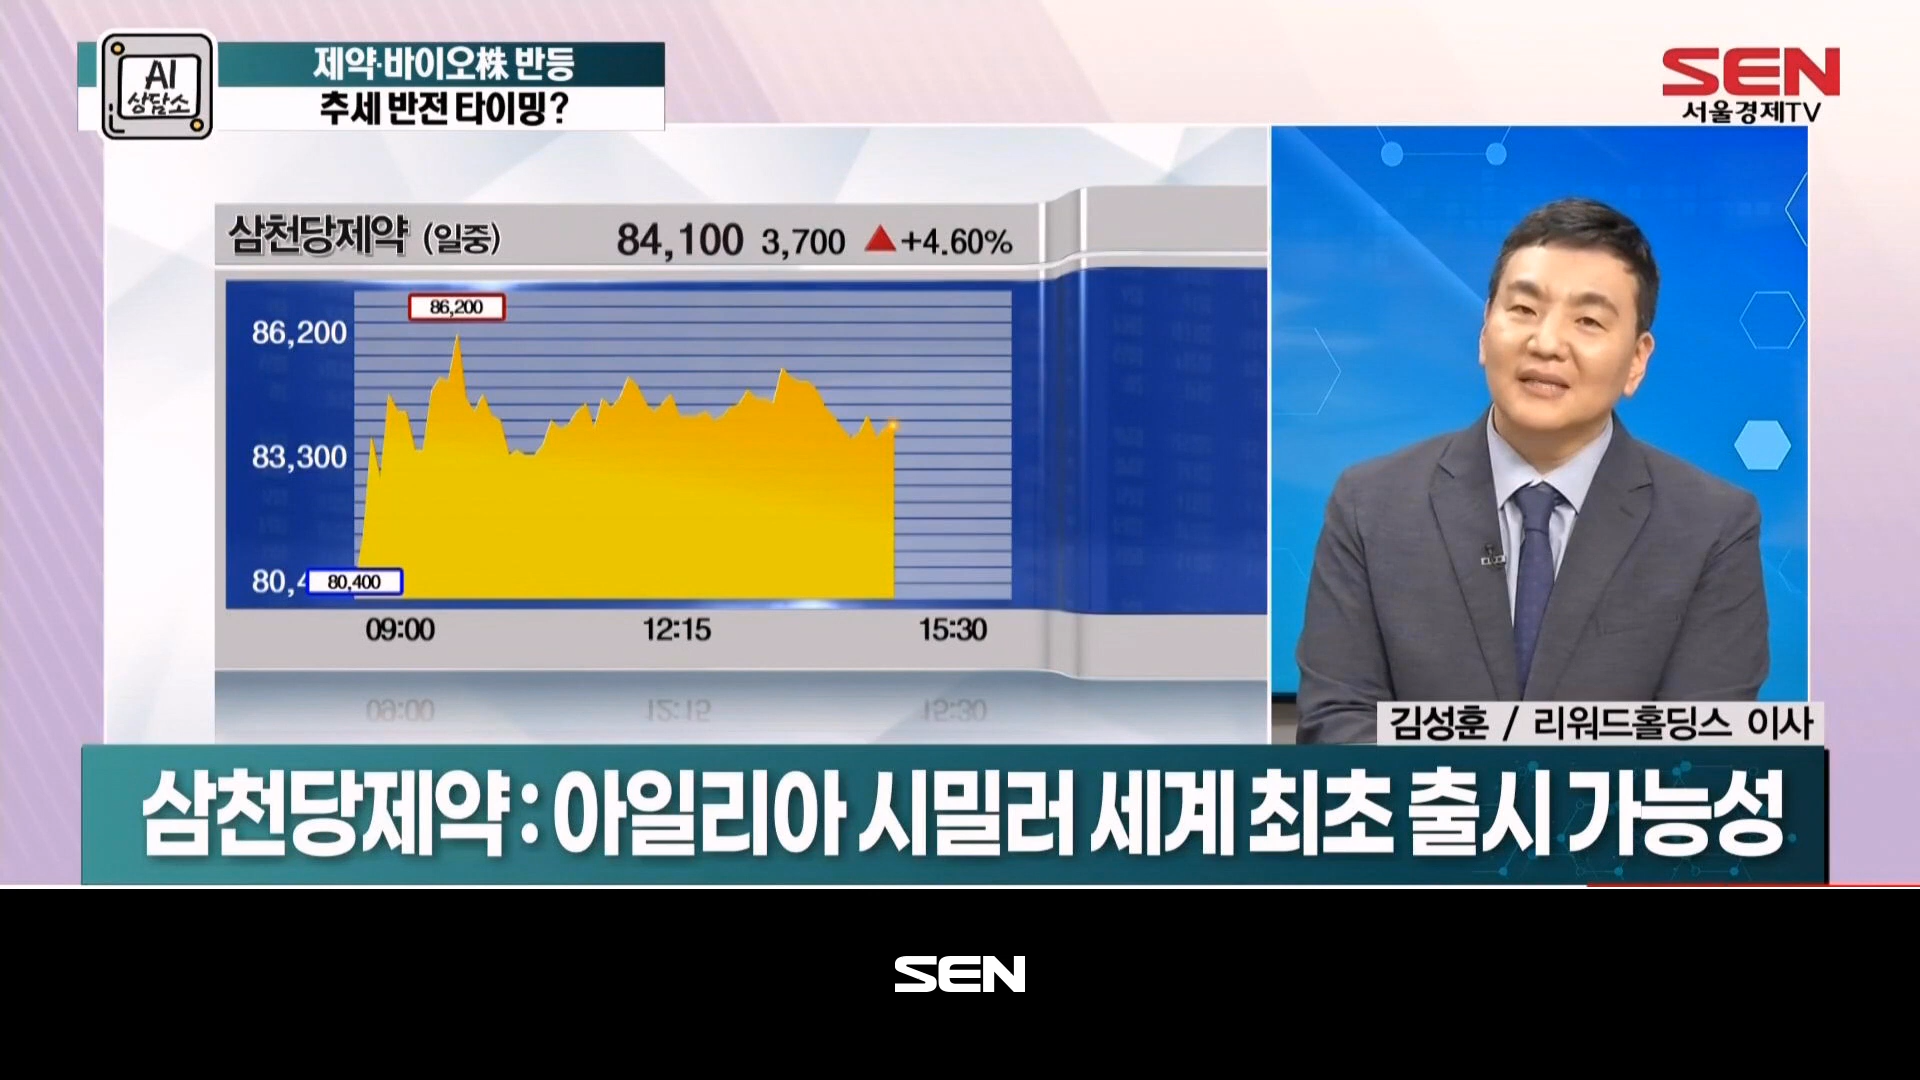 AI
상담소
제약·바이오株 반등
추세 반전 타이밍?
SEN
서울경제TV
삼천당제약 (일중) 84,100 3,700 ▲+4.60%
86,200
86,200
83,300
80,400
09:00 12:15 15:30
김성훈 / 리워드홀딩스 이사
삼천당제약 : 아일리아 시밀러 세계 최초 출시 가능성
SEN